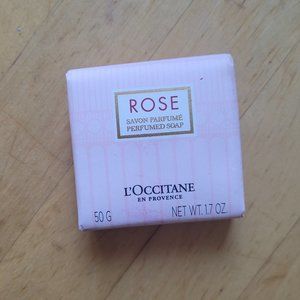 ROSE
SAVON PARFUMÉ
PERFUMED SOAP
L'OCCITANE
EN PROVENCE
50 G NET WT. 1.7 OZ.